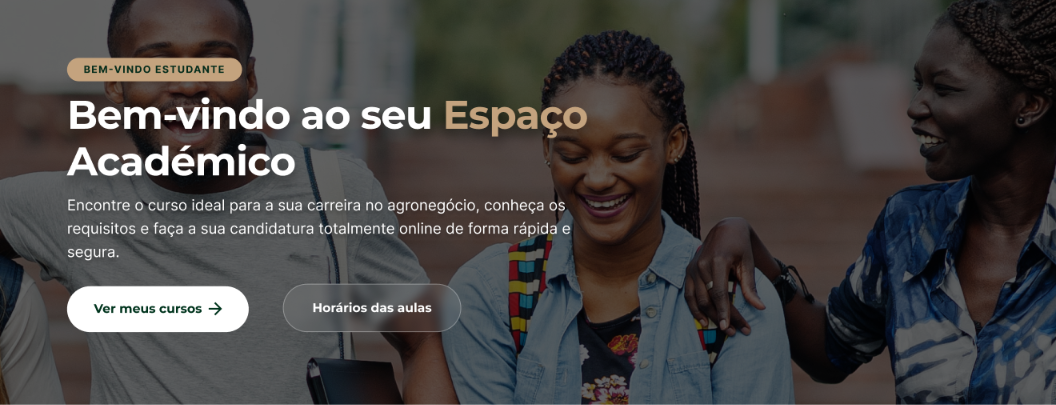 BEM-VINDO ESTUDANTE
Bem-vindo ao seu Espaço
Académico
Encontre o curso ideal para a sua carreira no agronegócio, conheça os
requisitos e faça a sua candidatura totalmente online de forma rápida e
segura.
Ver meus cursos →
Horários das aulas